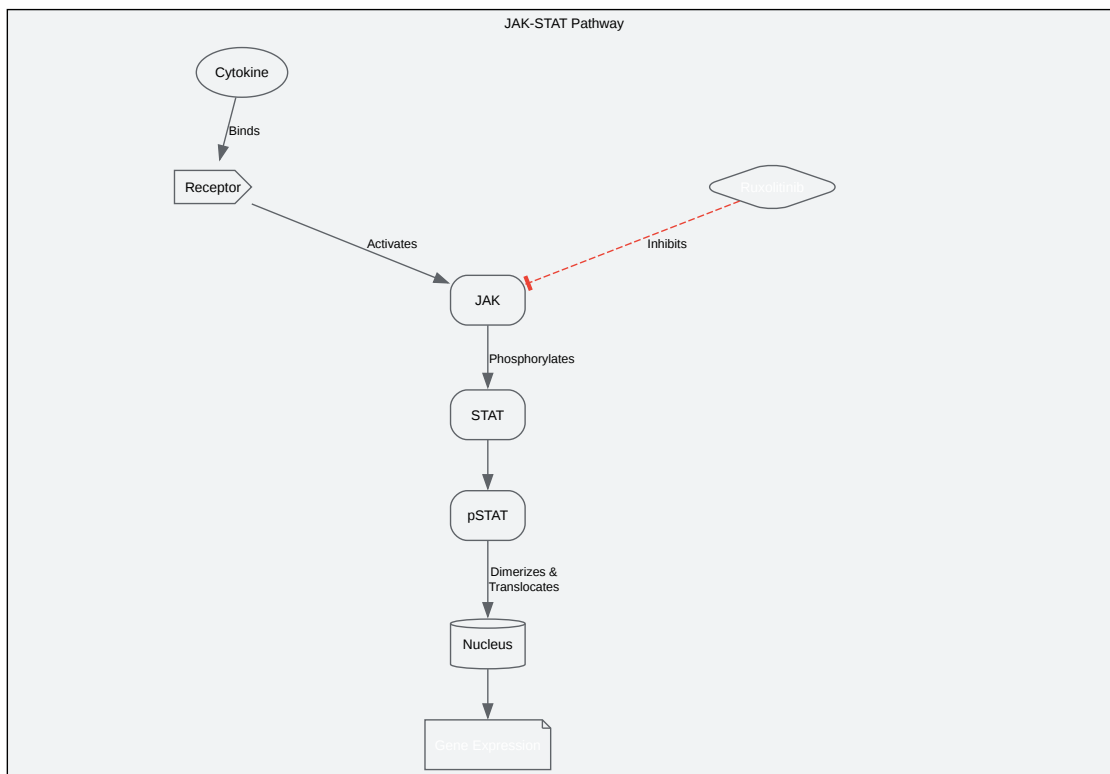 JAK-STAT Pathway
Cytokine
Binds
Receptor
Ruxolitinib
Activates
Inhibits
JAK
Phosphorylates
STAT
pSTAT
Dimerizes &
Translocates
Nucleus
Gene Expression